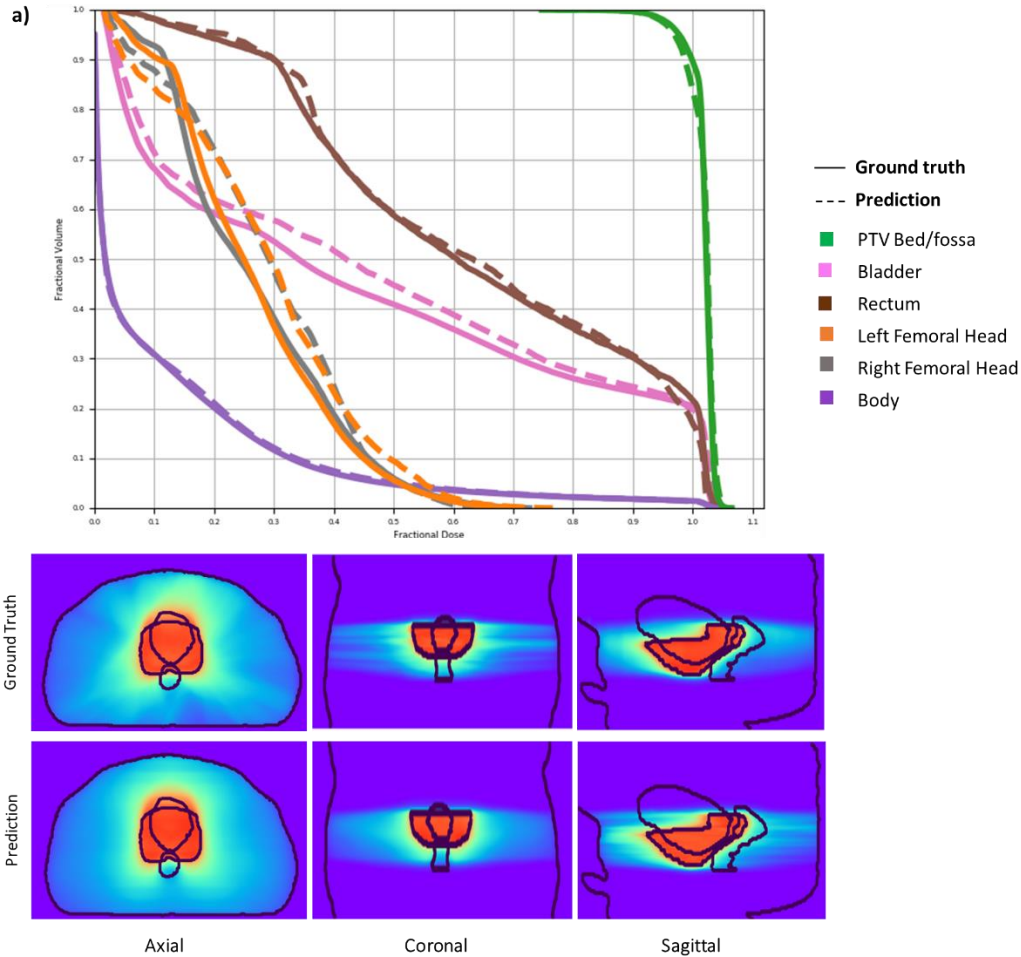 a)
1.0
0.9
0.8
0.7
0.6
0.5
0.4
0.3
0.2
0.1
0.0
Fractional Volume
0.0 0.1 0.2 0.3 0.4 0.5 0.6 0.7 0.8 0.9 1.0 1.1
Fractional Dose
Ground truth
Prediction
PTV Bed/fossa
Bladder
Rectum
Left Femoral Head
Right Femoral Head
Body
Ground Truth
Prediction
Axial Coronal Sagittal